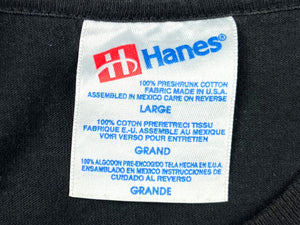 Hanes®
100% PRESHRUNK COTTON
FABRIC MADE IN U.S.A.
ASSEMBLED IN MEXICO CARE ON REVERSE
LARGE
100% COTON PRERETRECI TISSU
FABRIQUE E.-U. ASSEMBLE AU MEXIQUE
VOIR VERSO POUR ENTRETIEN
GRAND
100% ALGODON PRE-ENCOGIDO TELA HECHA EN E.U.A.
ENSAMBLADO EN MEXICO INSTRUCCIONES DE
CUIDADO AL REVERSO
GRANDE